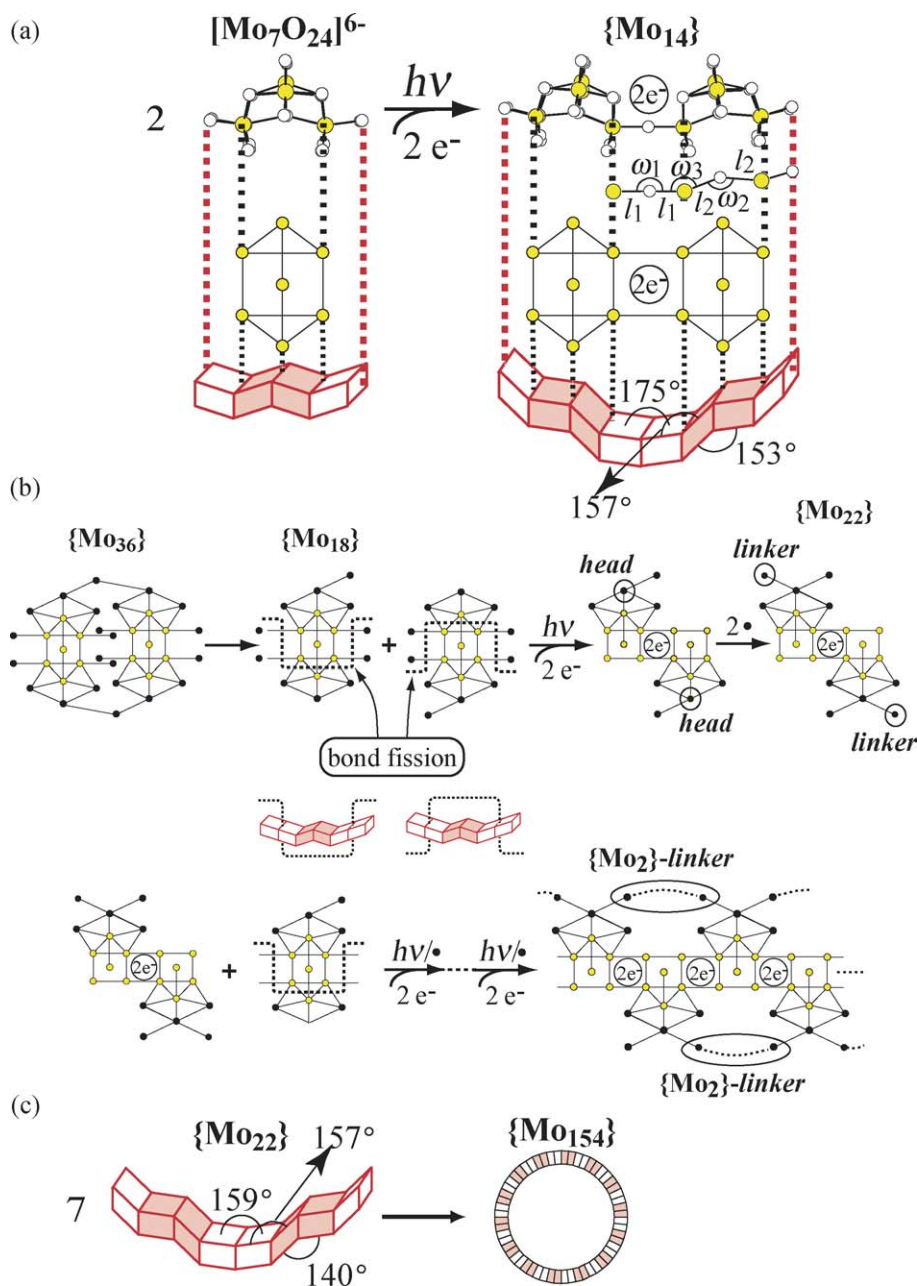 (a)
[Mo7O24]6-
{Mo14}
2
hν
2 e-
2e-
ω1 ω3 l2
l1 l1 l2 ω2
2e-
175°
153°
157°
(b)
{Mo36}
{Mo18}
{Mo22}
head
linker
+
hν
2 e-
2e-
2•
2e-
head
linker
bond fission
{Mo2}-linker
2e-
+
hν/•
2 e-
hν/•
2 e-
2e- 2e- 2e-
{Mo2}-linker
(c)
{Mo22}
157°
{Mo154}
7
159°
140°